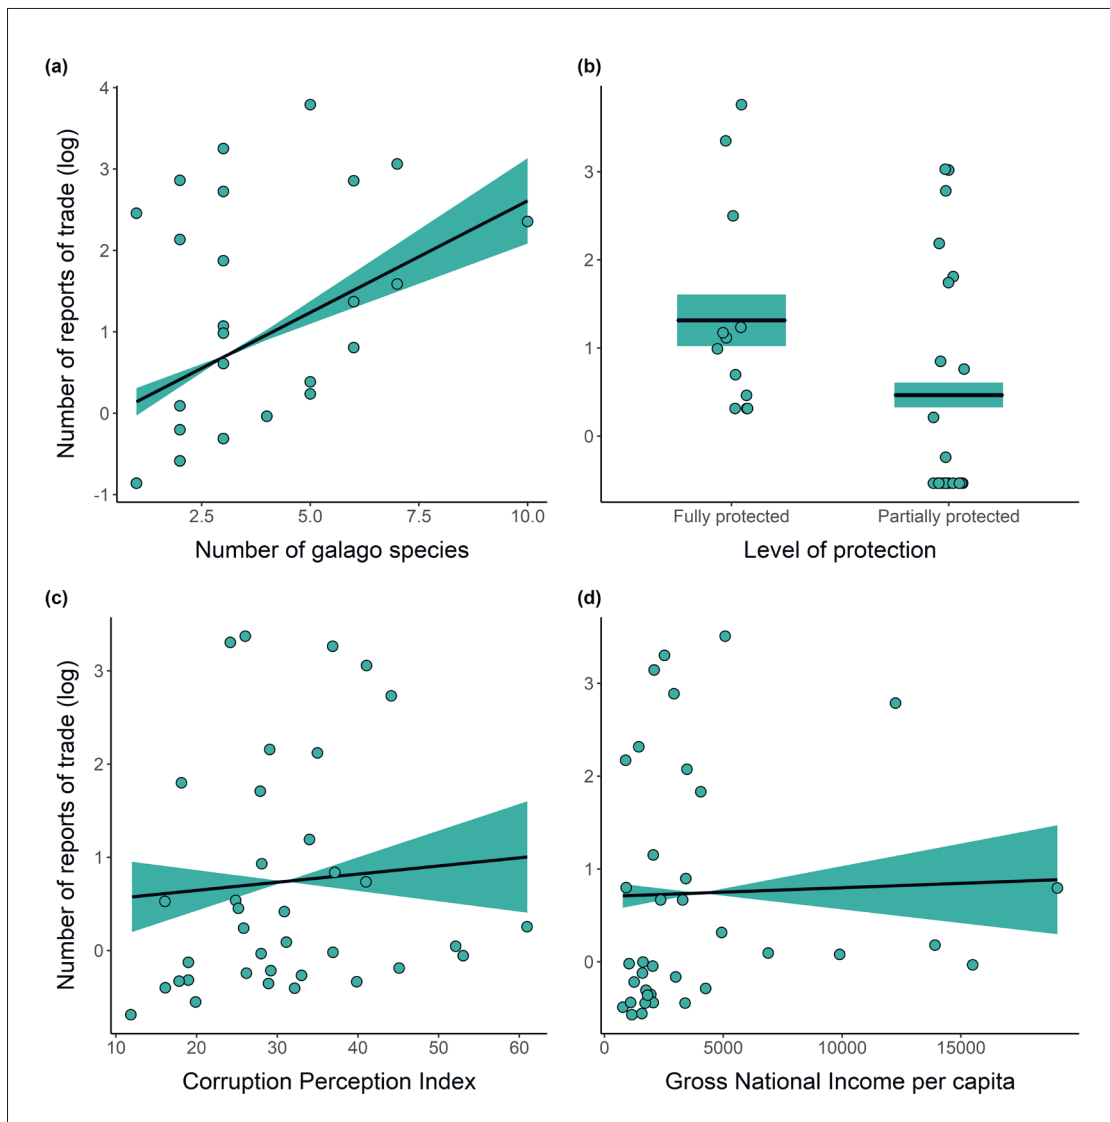 (a)
Number of reports of trade (log)
4
3
2
1
0
-1
2.5 5.0 7.5 10.0
Number of galago species
(b)
3
2
1
0
Fully protected Partially protected
Level of protection
(c)
Number of reports of trade (log)
3
2
1
0
10 20 30 40 50 60
Corruption Perception Index
(d)
3
2
1
0
0 5000 10000 15000
Gross National Income per capita